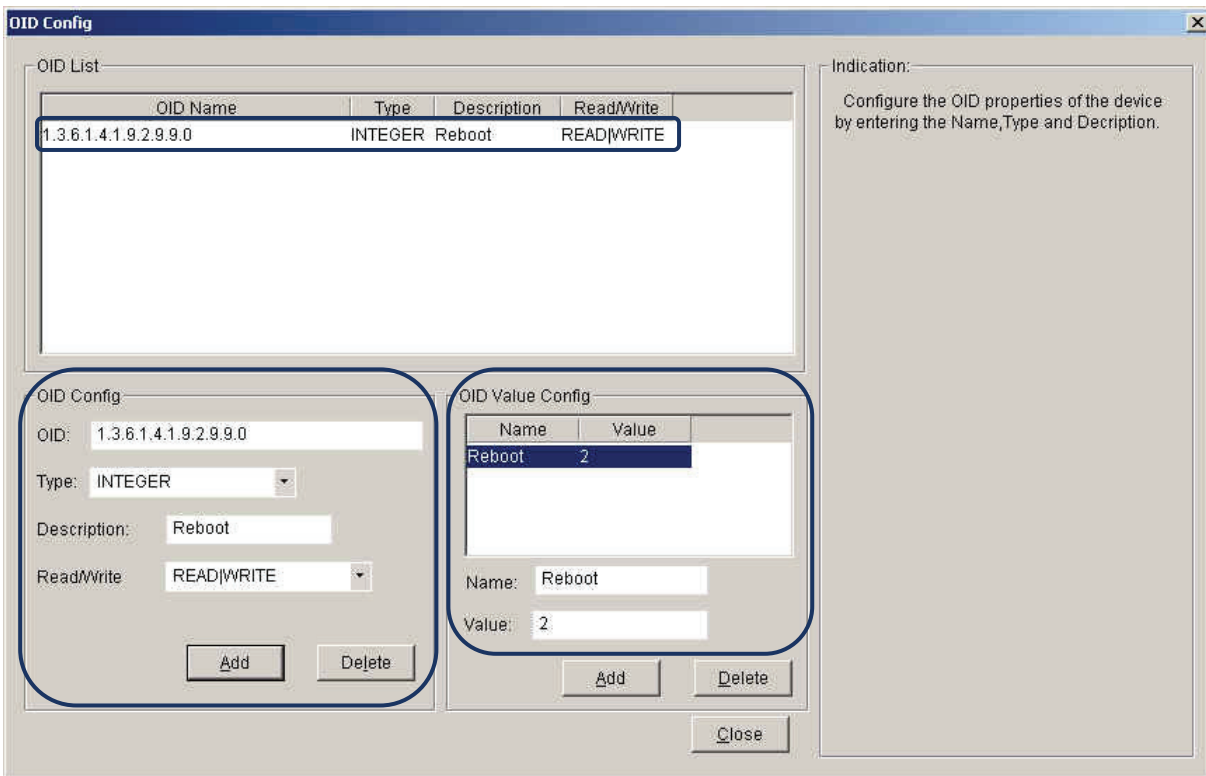 OID Config
OID List
OID Name Type Description Read/Write
1.3.6.1.4.1.9.2.9.9.0 INTEGER Reboot READ|WRITE
Indication:
Configure the OID properties of the device
by entering the Name,Type and Decription.
OID Config
OID: 1.3.6.1.4.1.9.2.9.9.0
Type: INTEGER
Description: Reboot
Read/Write READ|WRITE
Add Delete
OID Value Config
Name Value
Reboot 2
Name: Reboot
Value: 2
Add Delete
Close